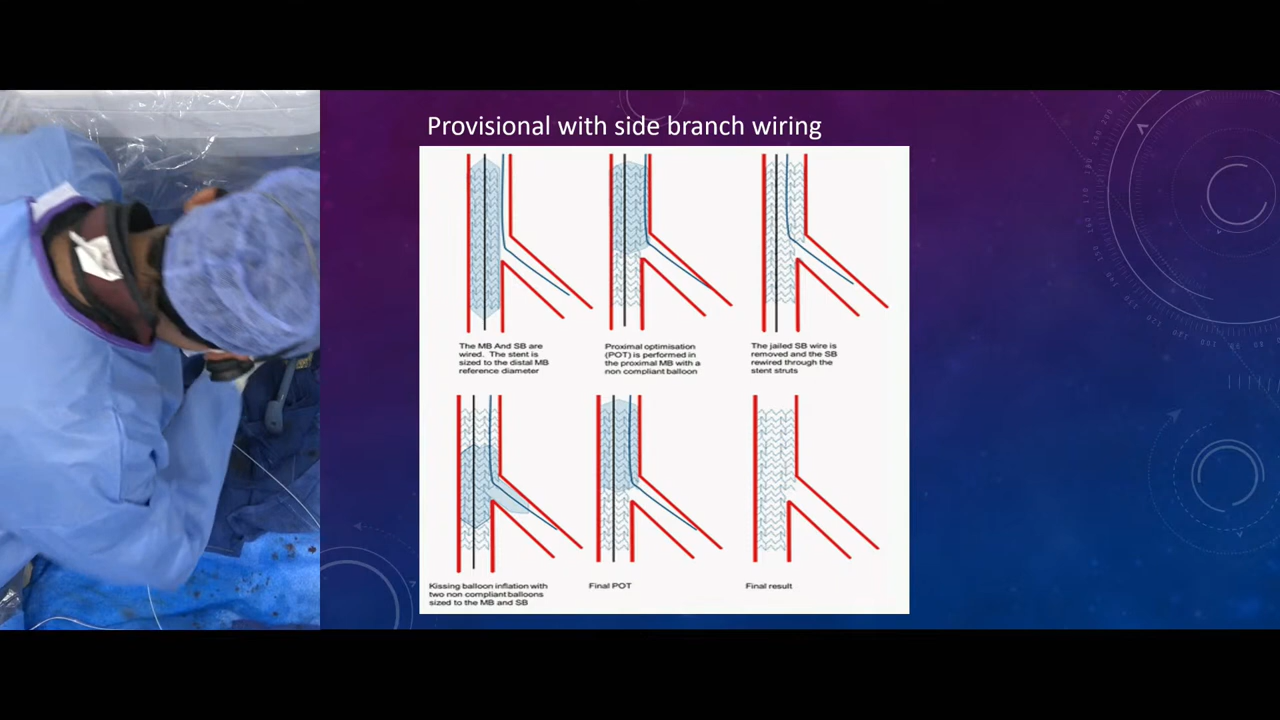 Provisional with side branch wiring
The MB And SB are
wired. The stent is
sized to the distal MB
reference diameter
Proximal optimisation
(POT) is performed in
the proximal MB with a
non compliant balloon
The jailed SB wire is
removed and the SB
rewired through the
stent struts
Kissing balloon inflation with
two non compliant balloons
sized to the MB and SB
Final POT
Final result